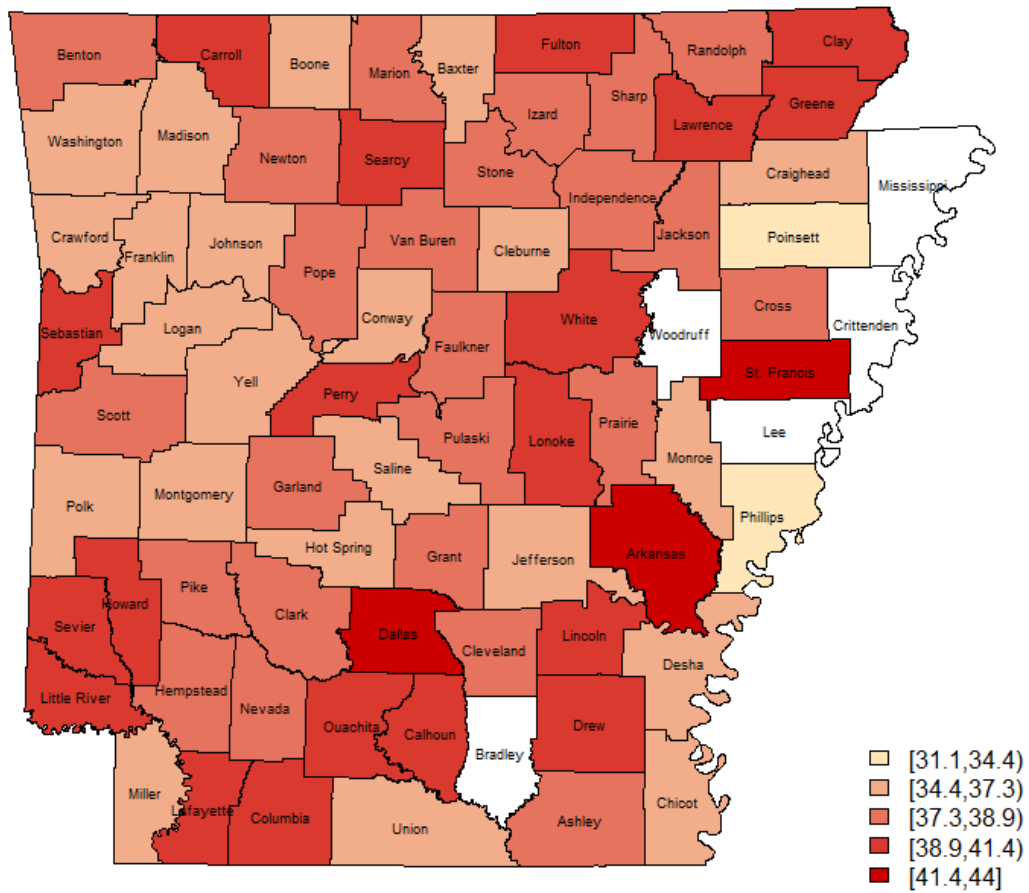 Benton
Carroll
Boone
Marion
Baxter
Fulton
Randolph
Clay
Sharp
Izard
Greene
Lawrence
Washington
Madison
Newton
Searcy
Stone
Independence
Craighead
Mississippi
Crawford
Franklin
Johnson
Pope
Van Buren
Cleburne
Jackson
Poinsett
Sebastian
Logan
Conway
Faulkner
White
Woodruff
Cross
Crittenden
Yell
Perry
St. Francis
Scott
Pulaski
Lonoke
Prairie
Lee
Monroe
Polk
Montgomery
Garland
Saline
Phillips
Hot Spring
Grant
Jefferson
Arkansas
Howard
Pike
Clark
Sevier
Dallas
Cleveland
Lincoln
Desha
Little River
Hempstead
Nevada
Ouachita
Calhoun
Bradley
Drew
Miller
Lafayette
Columbia
Union
Ashley
Chicot
[31.1,34.4)
[34.4,37.3)
[37.3,38.9)
[38.9,41.4)
[41.4,44]